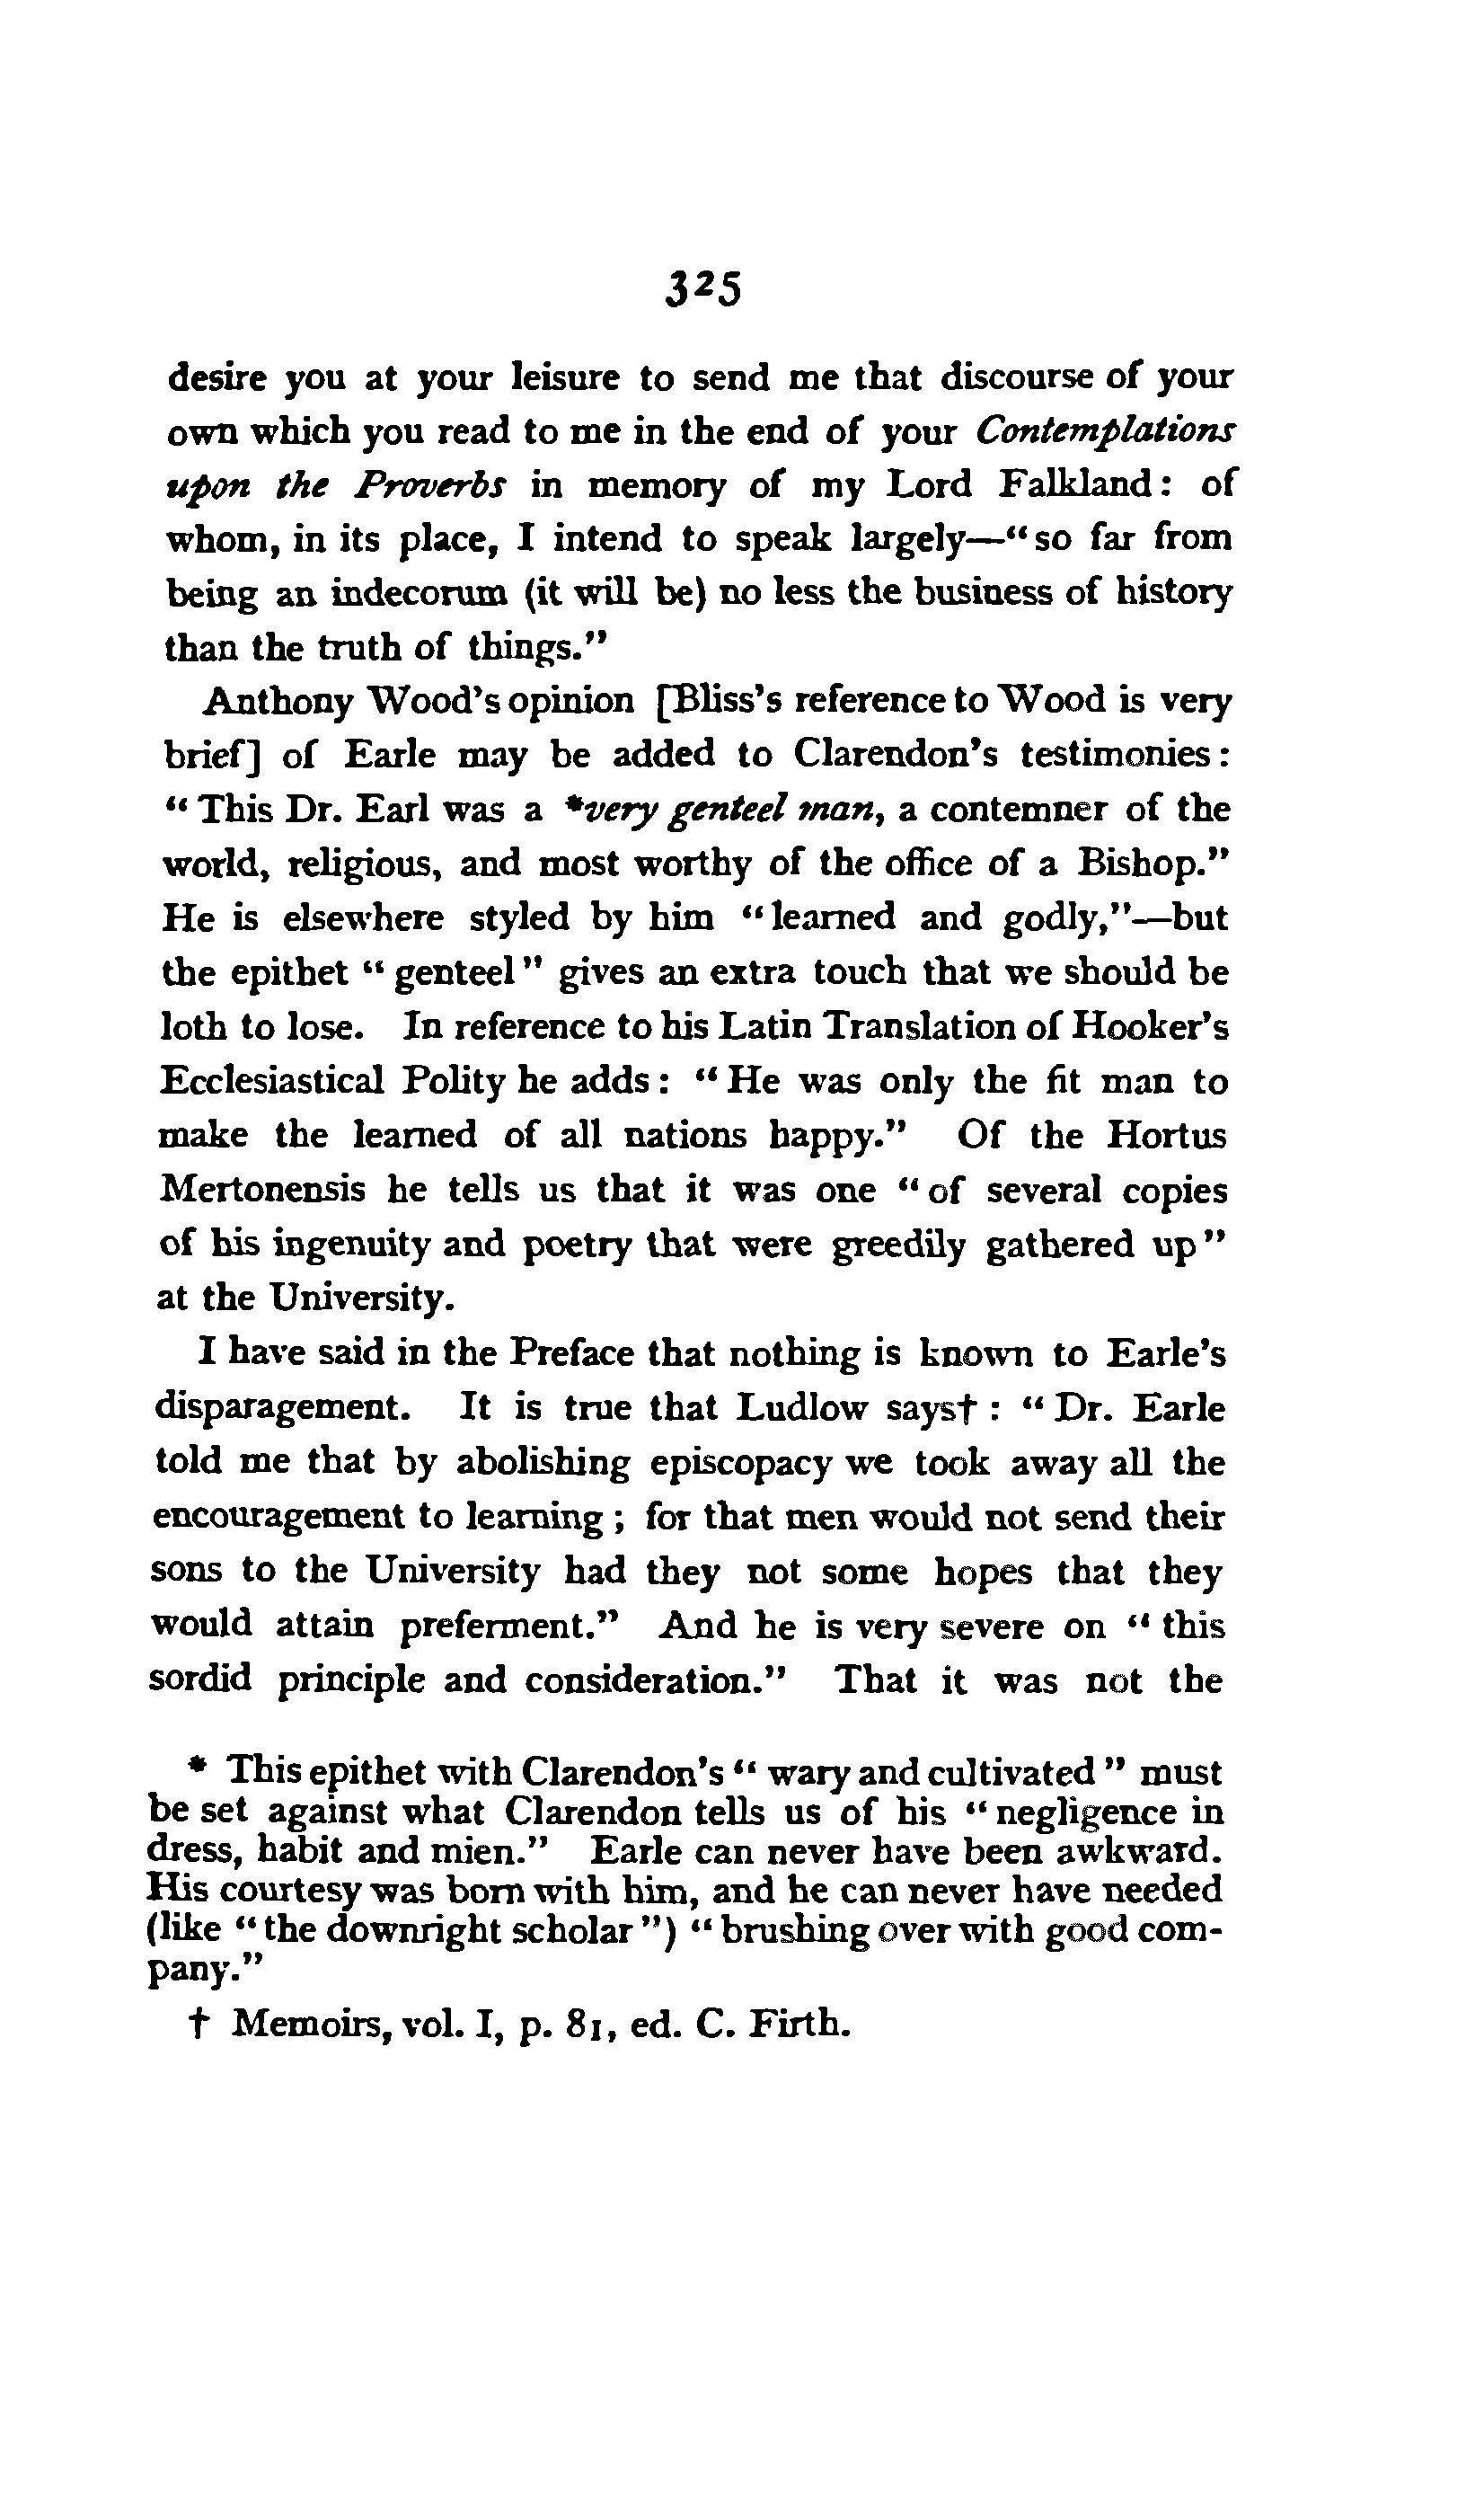 325
desire you at your leisure to send me that discourse of your
own which you read to me in the end of your Contemplations
upon the Proverbs in memory of my Lord Falkland: of
whom, in its place, I intend to speak largely—“so far from
being an indecorum (it will be) no less the business of history
than the truth of things.”
Anthony Wood’s opinion [Bliss’s reference to Wood is very
brief] of Earle may be added to Clarendon’s testimonies:
“This Dr. Earl was a *very genteel man, a contemner of the
world, religious, and most worthy of the office of a Bishop.”
He is elsewhere styled by him “learned and godly,”—but
the epithet “genteel” gives an extra touch that we should be
loth to lose. In reference to his Latin Translation of Hooker’s
Ecclesiastical Polity he adds: “He was only the fit man to
make the learned of all nations happy.” Of the Hortus
Mertonensis he tells us that it was one “of several copies
of his ingenuity and poetry that were greedily gathered up”
at the University.
I have said in the Preface that nothing is known to Earle’s
disparagement. It is true that Ludlow says†: “Dr. Earle
told me that by abolishing episcopacy we took away all the
encouragement to learning; for that men would not send their
sons to the University had they not some hopes that they
would attain preferment.” And he is very severe on “this
sordid principle and consideration.” That it was not the
* This epithet with Clarendon’s “wary and cultivated” must
be set against what Clarendon tells us of his “negligence in
dress, habit and mien.” Earle can never have been awkward.
His courtesy was born with him, and he can never have needed
(like “the downright scholar”) “brushing over with good com-
pany.”
† Memoirs, vol. I, p. 81, ed. C. Firth.